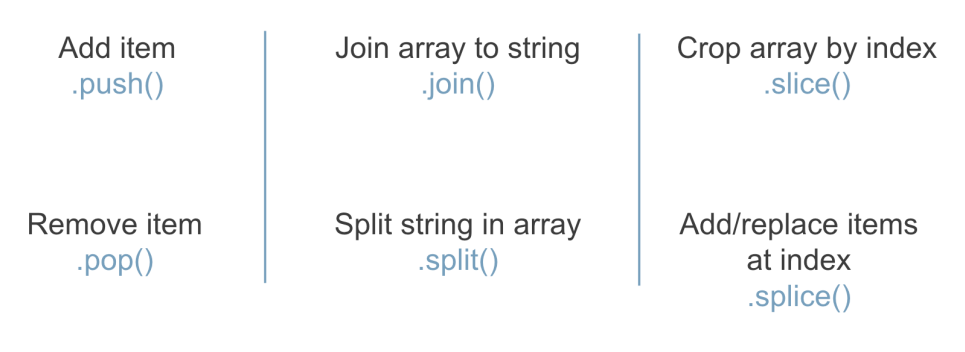 Add item
.push()
Join array to string
.join()
Crop array by index
.slice()
Remove item
.pop()
Split string in array
.split()
Add/replace items
at index
.splice()